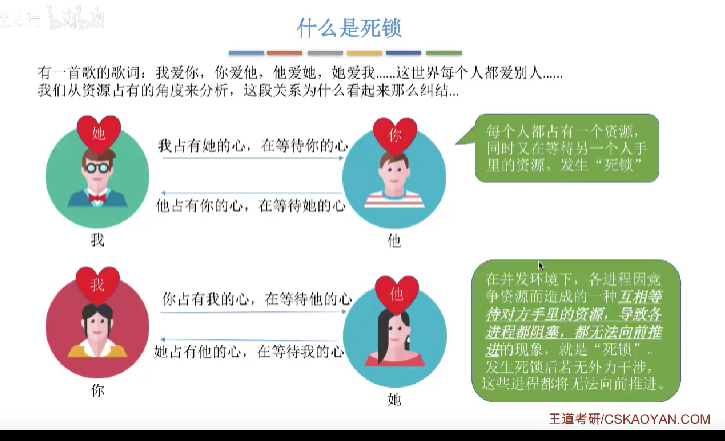 什么是死锁
有一首歌的歌词：我爱你，你爱他，他爱她，她爱我……这世界每个人都爱别人……
我们从资源占有的角度来分析，这段关系为什么看起来那么纠结…
她
我占有她的心，在等待你的心
你
他占有你的心，在等待她的心
我
他
每个人都占有一个资源，
同时又在等待另一个人手
里的资源。发生“死锁”
我
你占有我的心，在等待他的心
他
她占有他的心，在等待我的心
你
她
在并发环境下，各进程因竞
争资源而造成的一种互相等
待对方手里的资源，导致各
进程都阻塞，都无法向前推
进的现象，就是“死锁”。
发生死锁后若无外力干涉，
这些进程都将无法向前推进。
王道考研/CSKAOYAN.COM